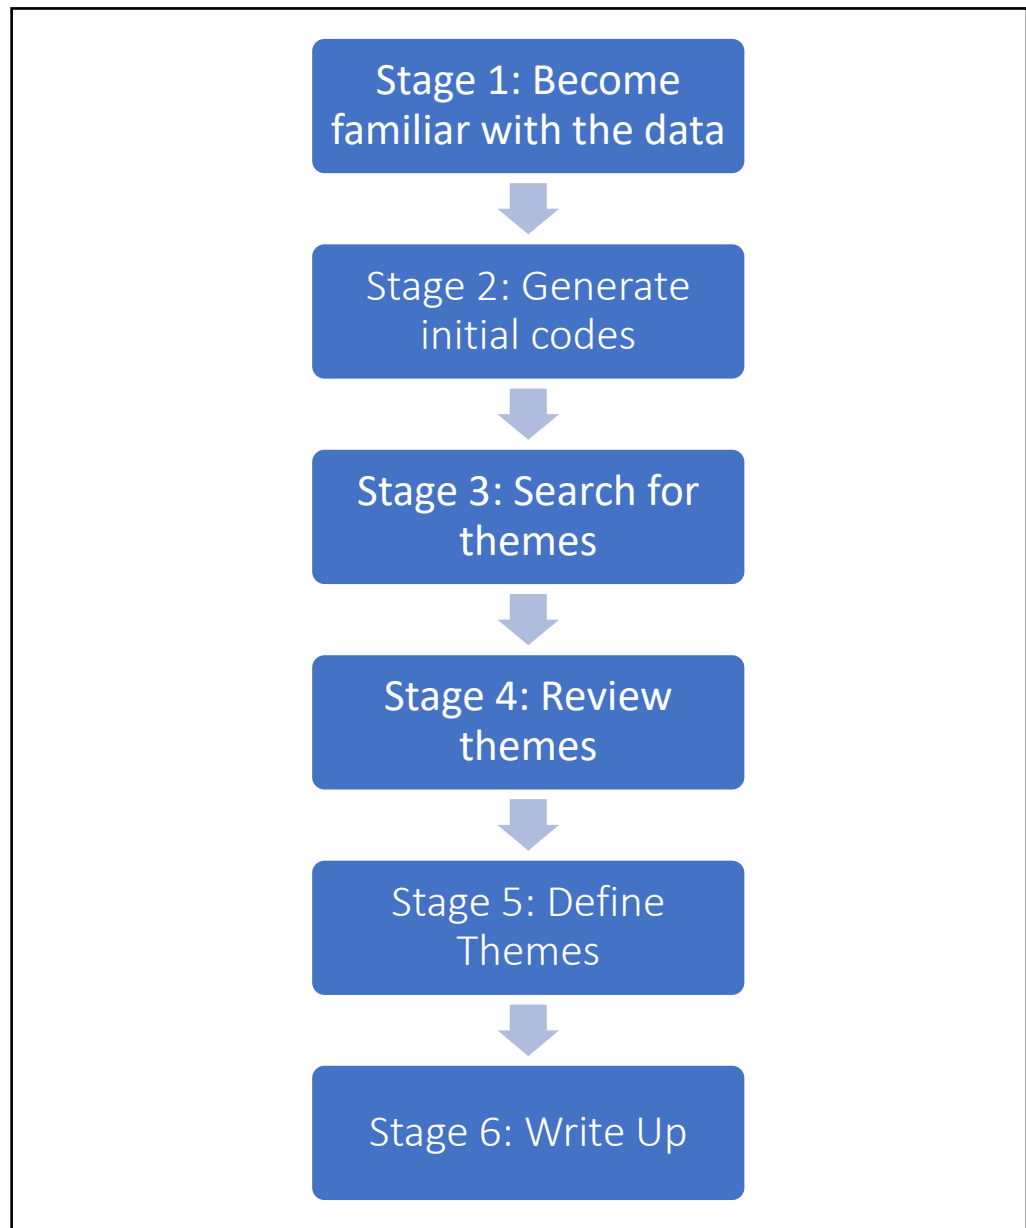 Stage 1: Become
familiar with the data
Stage 2: Generate
initial codes
Stage 3: Search for
themes
Stage 4: Review
themes
Stage 5: Define
Themes
Stage 6: Write Up